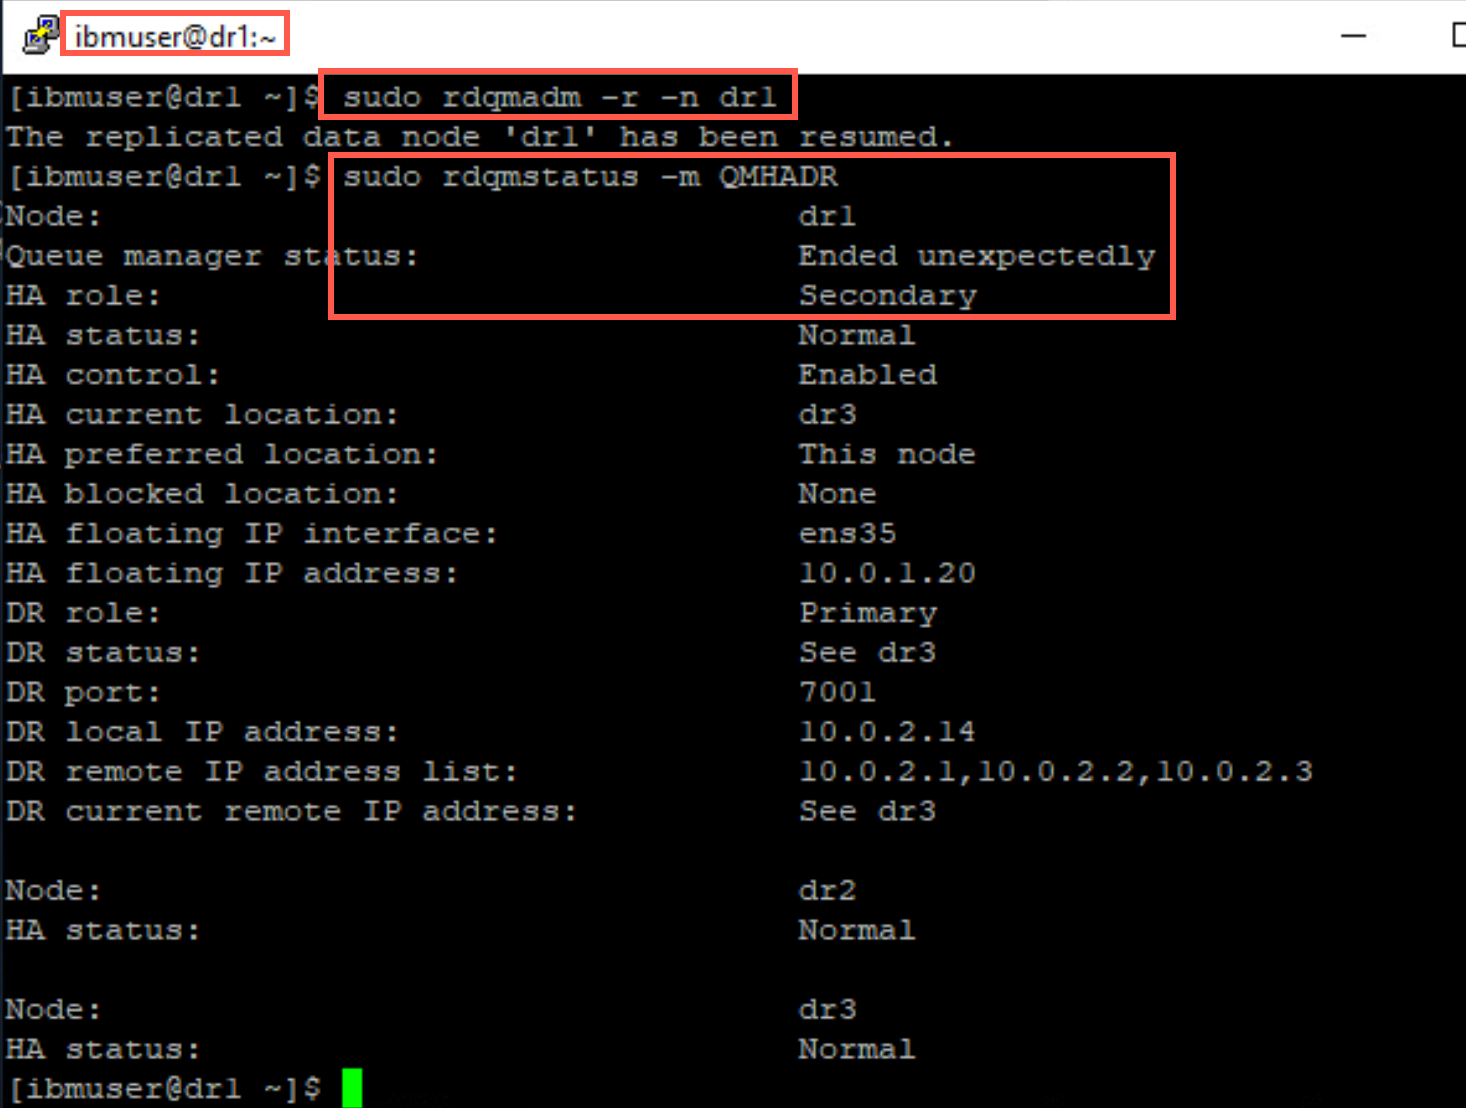 ibmuser@dr1:~
[ibmuser@dr1 ~]$ sudo rdqmadm -r -n dr1
The replicated data node 'dr1' has been resumed.
[ibmuser@dr1 ~]$ sudo rdqmstatus -m QMHADR
Node: dr1
Queue manager status: Ended unexpectedly
HA role: Secondary
HA status: Normal
HA control: Enabled
HA current location: dr3
HA preferred location: This node
HA blocked location: None
HA floating IP interface: ens35
HA floating IP address: 10.0.1.20
DR role: Primary
DR status: See dr3
DR port: 7001
DR local IP address: 10.0.2.14
DR remote IP address list: 10.0.2.1,10.0.2.2,10.0.2.3
DR current remote IP address: See dr3
Node: dr2
HA status: Normal
Node: dr3
HA status: Normal
[ibmuser@dr1 ~]$